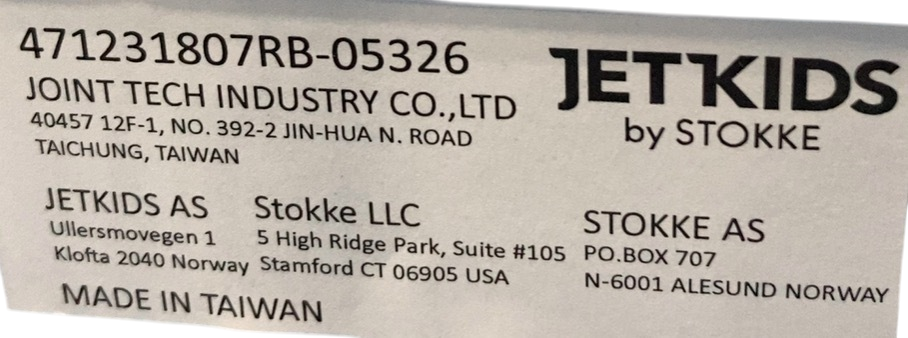 471231807RB-05326
JOINT TECH INDUSTRY CO.,LTD
40457 12F-1, NO. 392-2 JIN-HUA N. ROAD
TAICHUNG, TAIWAN
JETKIDS
by STOKKE
JETKIDS AS
Ullersmovegen 1
Klofta 2040 Norway
Stokke LLC
5 High Ridge Park, Suite #105
Stamford CT 06905 USA
STOKKE AS
PO.BOX 707
N-6001 ALESUND NORWAY
MADE IN TAIWAN